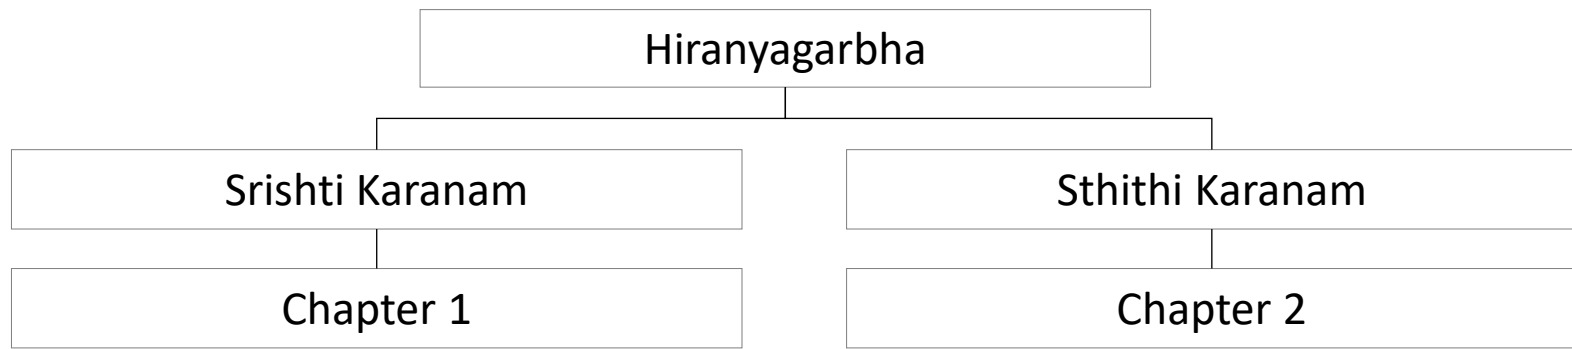 Hiranyagarbha
Srishti Karanam
Sthithi Karanam
Chapter 1
Chapter 2